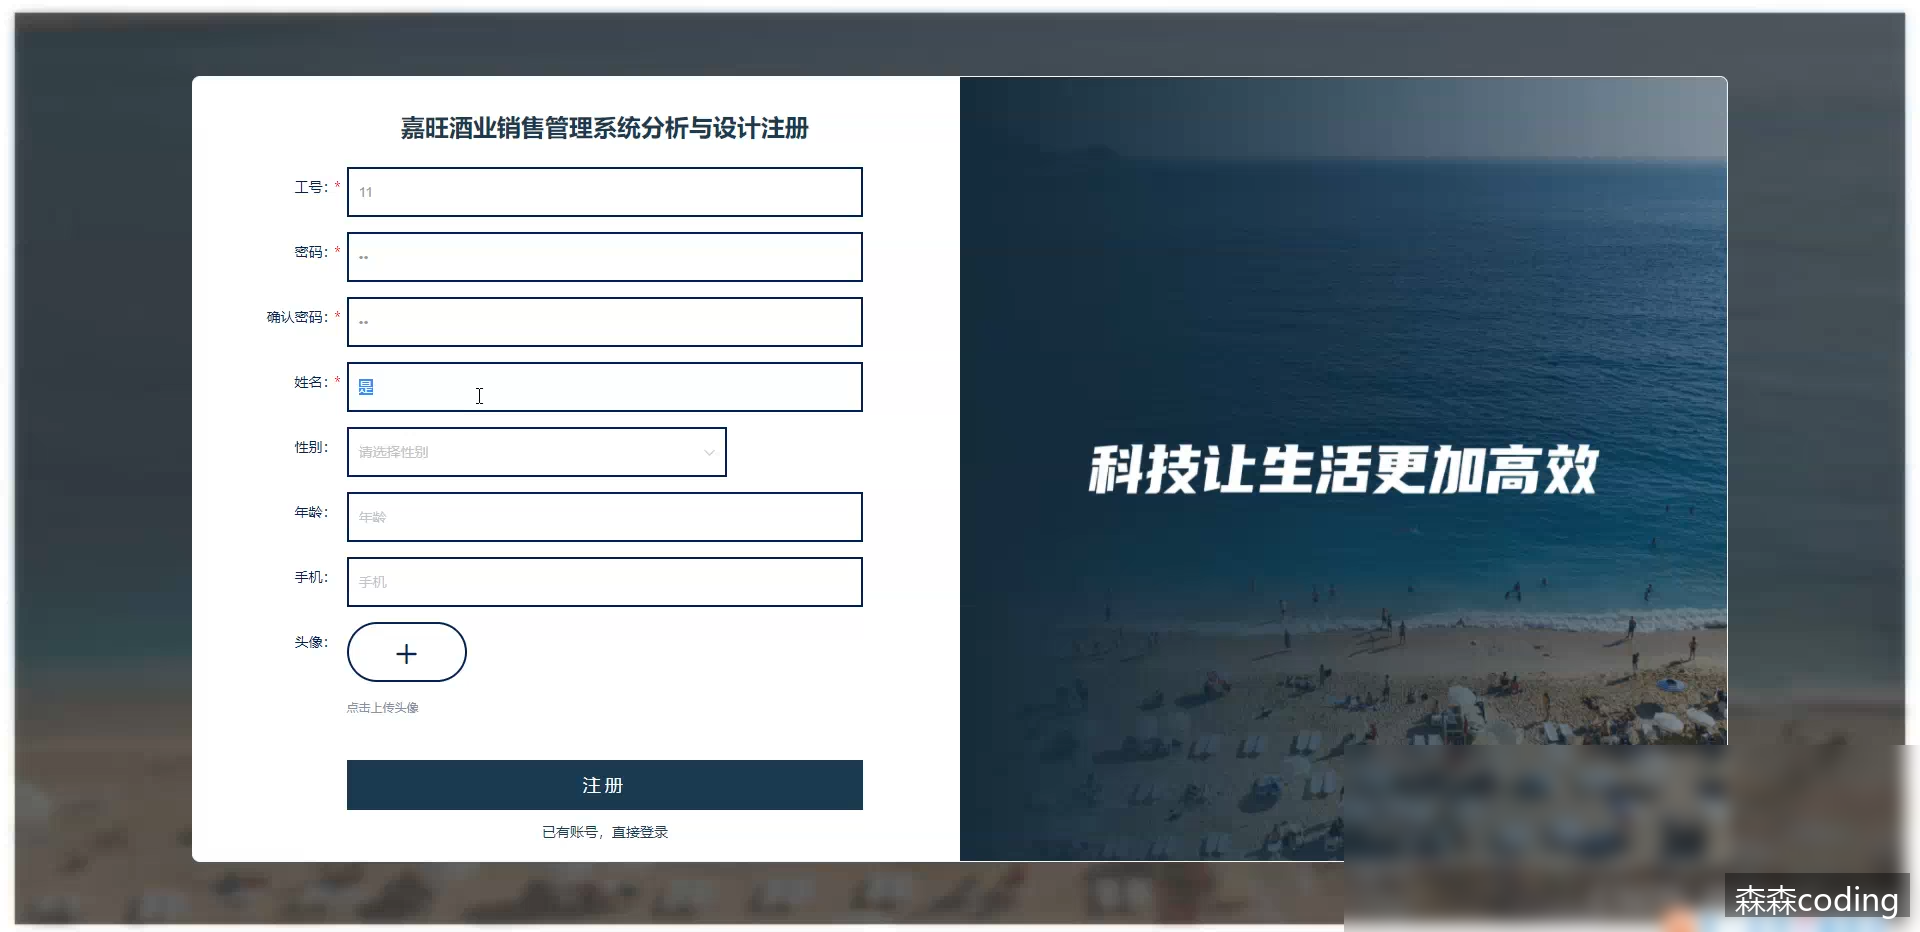 嘉旺酒业销售管理系统分析与设计注册
工号：*
11
密码：*
••
确认密码：*
••
姓名：*
是
性别：
请选择性别
年龄：
年龄
手机：
手机
头像：
+
点击上传头像
注册
已有账号，直接登录
科技让生活更加高效
森森coding